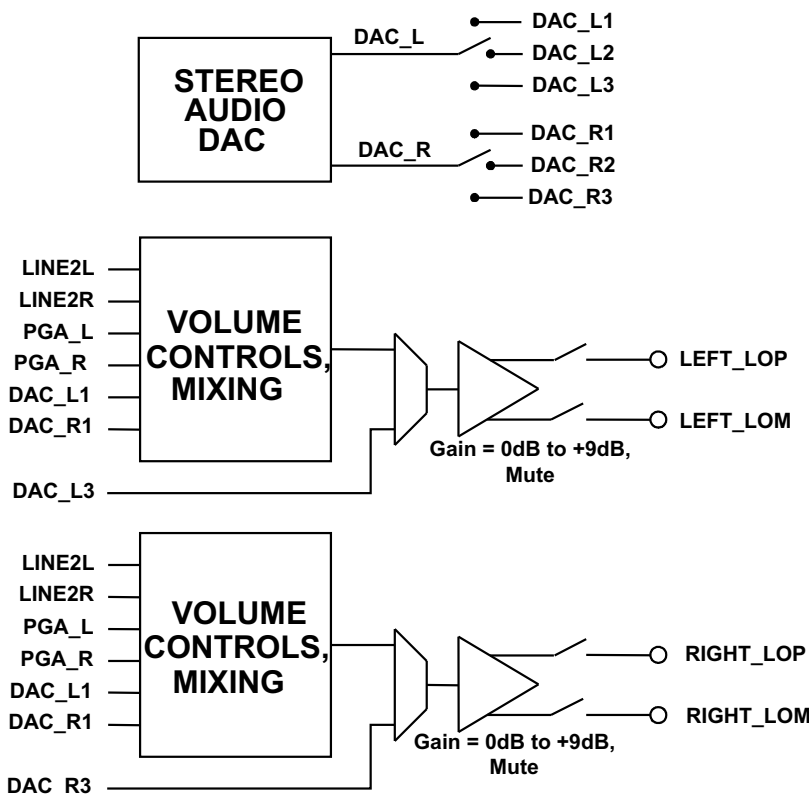 STEREO
AUDIO
DAC
DAC_L
DAC_L1
DAC_L2
DAC_L3
DAC_R
DAC_R1
DAC_R2
DAC_R3
LINE2L
LINE2R
PGA_L
PGA_R
DAC_L1
DAC_R1
DAC_L3
VOLUME
CONTROLS,
MIXING
Gain = 0dB to +9dB,
Mute
LEFT_LOP
LEFT_LOM
LINE2L
LINE2R
PGA_L
PGA_R
DAC_L1
DAC_R1
DAC_R3
VOLUME
CONTROLS,
MIXING
Gain = 0dB to +9dB,
Mute
RIGHT_LOP
RIGHT_LOM